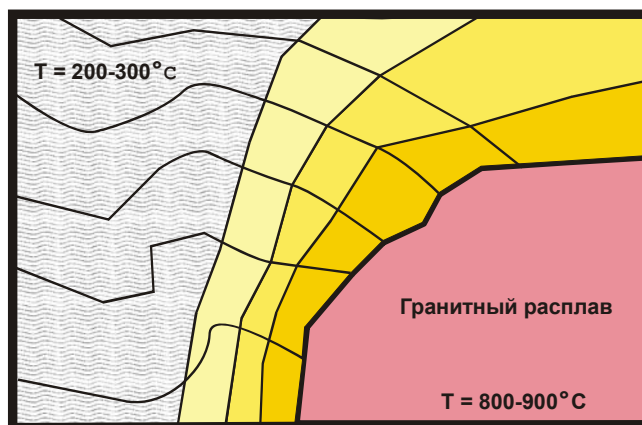 T = 200-300°C
Гранитный расплав
T = 800-900°C